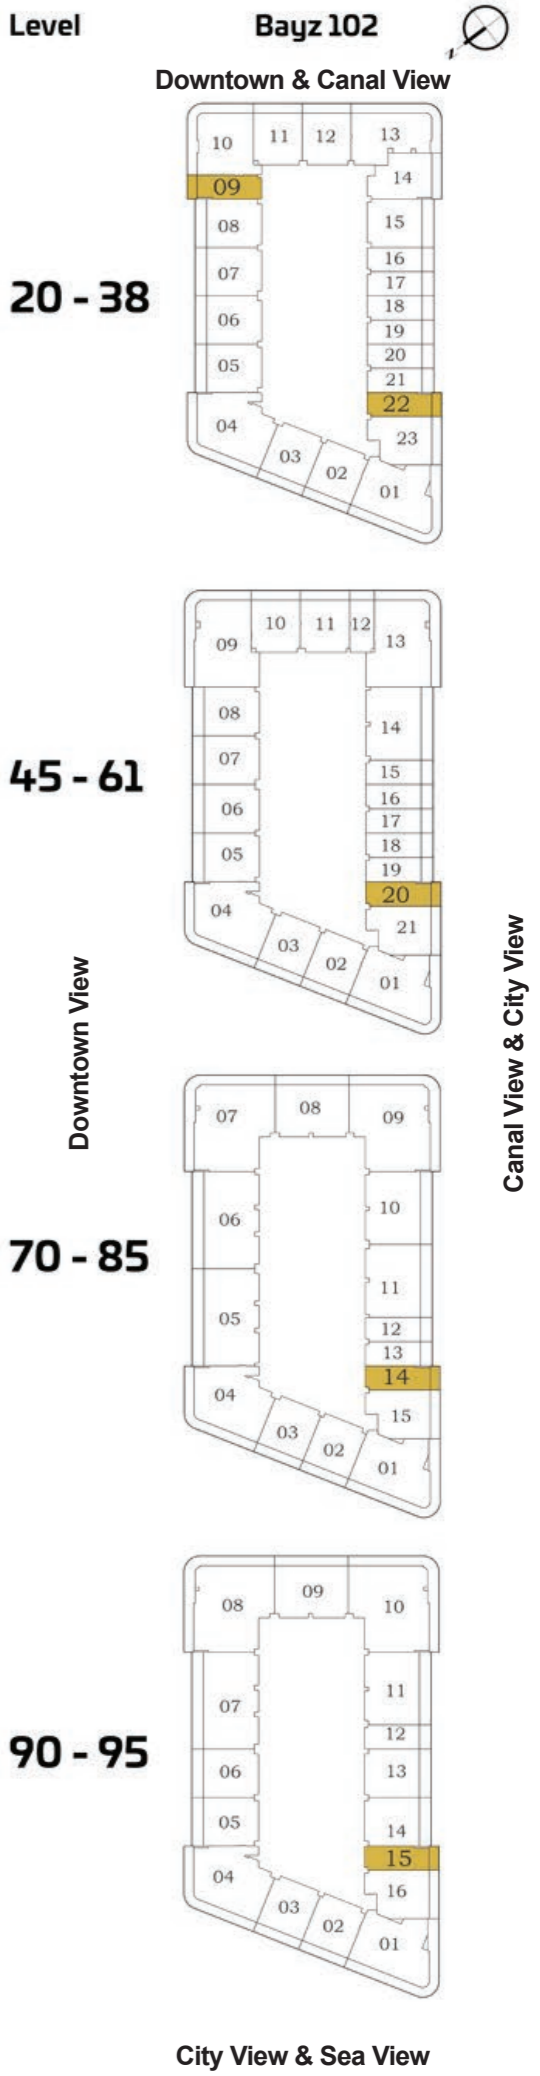 Level Bayz 102
N
Downtown & Canal View
10 11 12 13
09 14
08 15
16
07 17
18
06 19
20
05 21
22
04 23
03 02 01
20 - 38
10 11 12
09 13
08 14
07 15
06 16
17
05 18
19
20
04 21
03 02 01
45 - 61
Downtown View
Canal View & City View
07 08 09
06 10
11
05 12
13
14
04 15
03 02 01
70 - 85
08 09 10
07 11
12
06 13
05 14
15
04 16
03 02 01
90 - 95
City View & Sea View